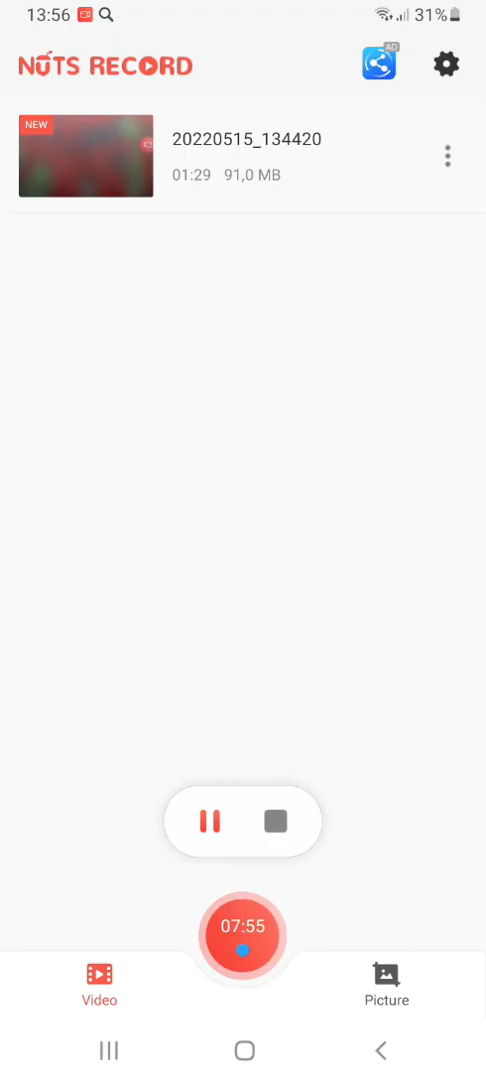 13:56 31%
AD
NUTS RECORD
NEW
20220515_134420
01:29 91,0 MB
07:55
Video
Picture